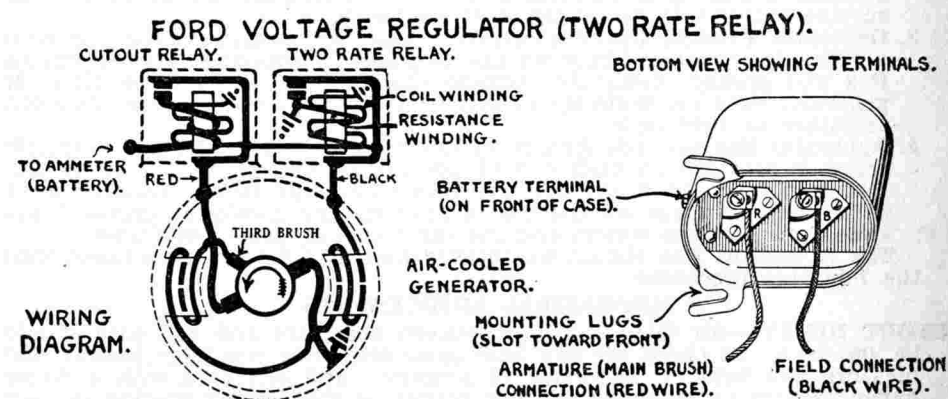 FORD VOLTAGE REGULATOR (TWO RATE RELAY).
CUTOUT RELAY.
TWO RATE RELAY.
COIL WINDING
RESISTANCE
WINDING.
TO AMMETER
(BATTERY).
RED
BLACK
THIRD BRUSH
AIR-COOLED
GENERATOR.
WIRING
DIAGRAM.
BOTTOM VIEW SHOWING TERMINALS.
BATTERY TERMINAL
(ON FRONT OF CASE).
R
B
MOUNTING LUGS
(SLOT TOWARD FRONT)
ARMATURE (MAIN BRUSH)
CONNECTION (RED WIRE).
FIELD CONNECTION
(BLACK WIRE).